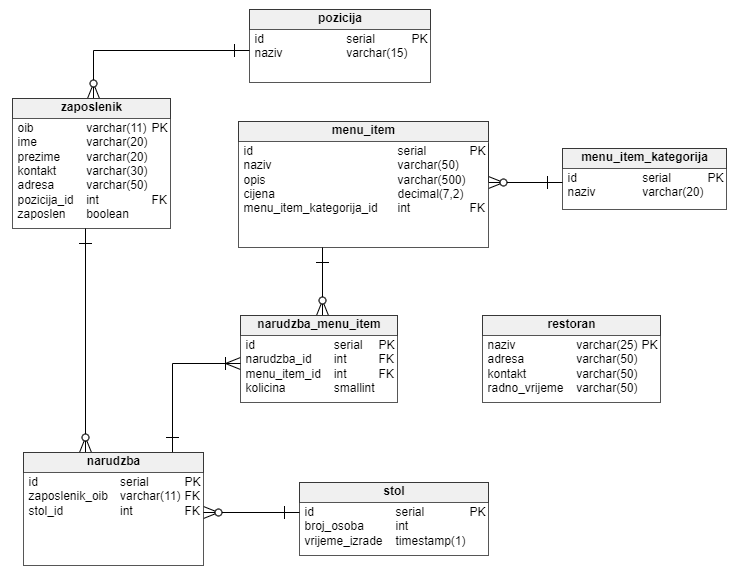 pozicija
id serial PK
naziv varchar(15)
zaposlenik
oib varchar(11) PK
ime varchar(20)
prezime varchar(20)
kontakt varchar(30)
adresa varchar(50)
pozicija_id int FK
zaposlen boolean
menu_item
id serial PK
naziv varchar(50)
opis varchar(500)
cijena decimal(7,2)
menu_item_kategorija_id int FK
menu_item_kategorija
id serial PK
naziv varchar(20)
narudzba_menu_item
id serial PK
narudzba_id int FK
menu_item_id int FK
kolicina smallint
restoran
naziv varchar(25) PK
adresa varchar(50)
kontakt varchar(50)
radno_vrijeme varchar(50)
narudzba
id serial PK
zaposlenik_oib varchar(11) FK
stol_id int FK
stol
id serial PK
broj_osoba int
vrijeme_izrade timestamp(1)